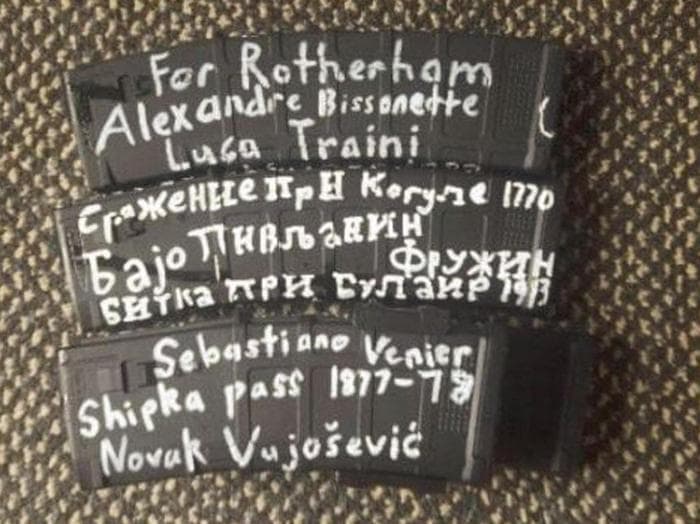 For Rotherham
Alexandre Bissonette
Luca Traini
сражение при Кагуле 1770
Бајо Пивљанин
Фружин
Битка при Булаир 1913
Sebastiano Venier
Shipka pass 1877-78
Novak Vujošević